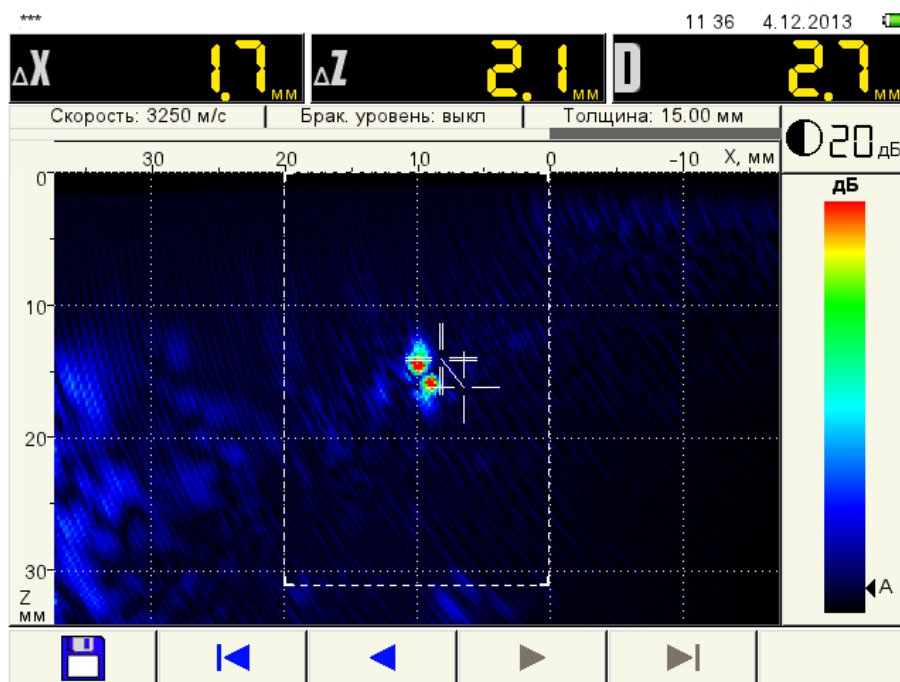 ***
11 36 4.12.2013
ΔX 1.7 мм ΔZ 2.1 мм D 2.7 мм
Скорость: 3250 м/с Брак. уровень: выкл Толщина: 15.00 мм
20 дБ
30 20 10 0 -10 X, мм
дБ
0
10
20
30
Z
мм
A